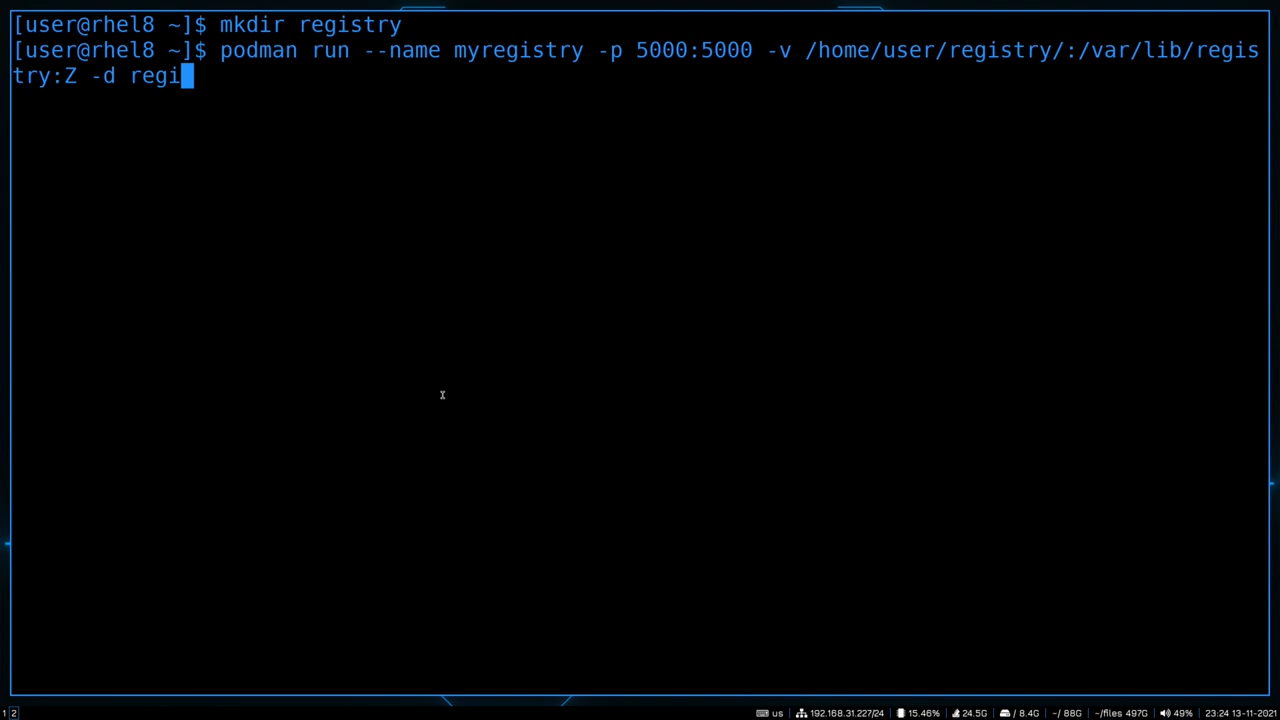 [user@rhel8 ~]$ mkdir registry
[user@rhel8 ~]$ podman run --name myregistry -p 5000:5000 -v /home/user/registry/:/var/lib/regis
try:Z -d regi
1 2 us 192.168.31.227/24 15.46% 24.5G / 8.4G ~/ 88G ~/files 497G 49% 23:24 13-11-2021